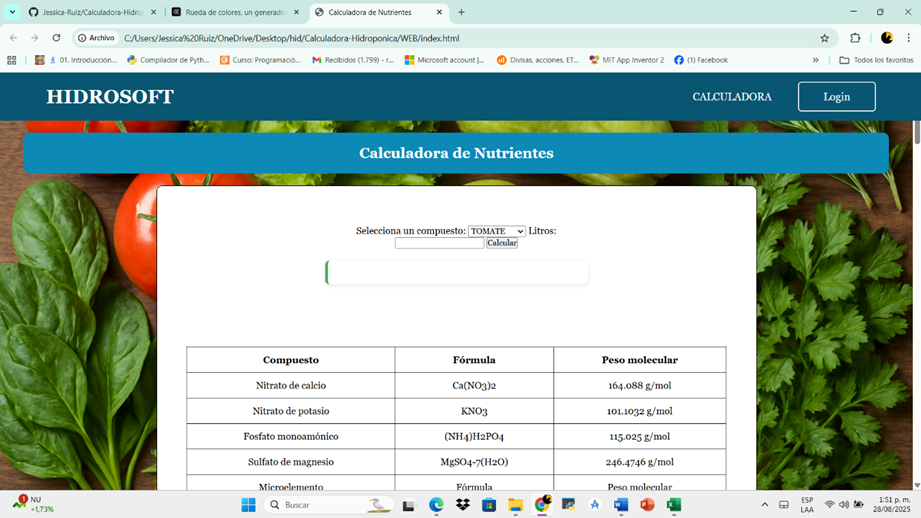 Jessica-Ruiz/Calculadora-Hidrop
Rueda de colores, un generado
Calculadora de Nutrientes
Archivo
C:/Users/Jessica%20Ruiz/OneDrive/Desktop/hid/Calculadora-Hidroponica/WEB/index.html
01. Introducción...
Compilador de Pyth...
Curso: Programació...
Recibidos (1.799) - r...
Microsoft account |...
Divisas, acciones, ET...
MIT App Inventor 2
(1) Facebook
»
Todos los favoritos
HIDROSOFT
CALCULADORA
Login
Calculadora de Nutrientes
Selecciona un compuesto: TOMATE Litros:
Calcular
Compuesto Fórmula Peso molecular
Nitrato de calcio Ca(NO3)2 164.088 g/mol
Nitrato de potasio KNO3 101.1032 g/mol
Fosfato monoamónico (NH4)H2PO4 115.025 g/mol
Sulfato de magnesio MgSO4-7(H2O) 246.4746 g/mol
Microelemento Fórmula Peso molecular
1
NU
+1,73%
Buscar
ESP
LAA
1:51 p. m.
28/08/2025